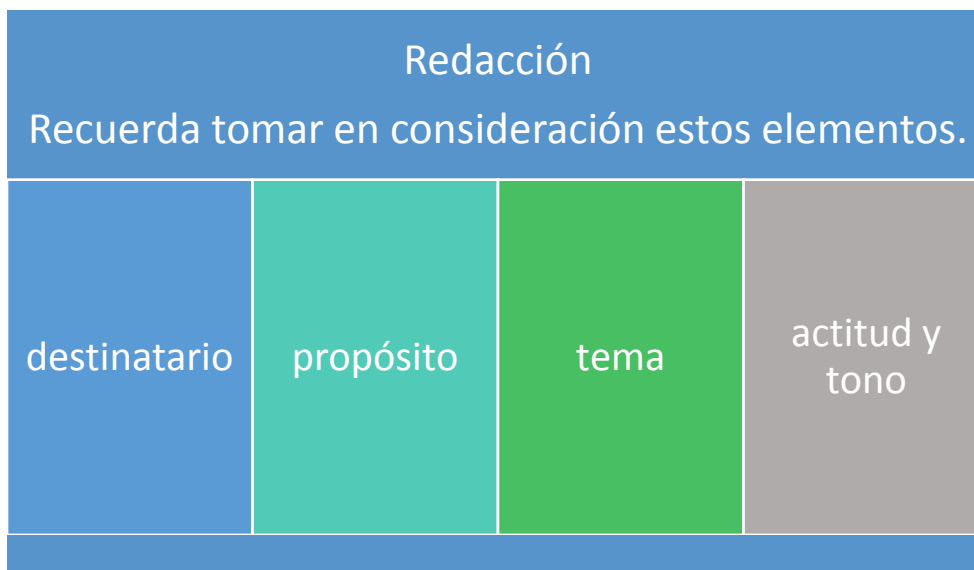 Redacción
Recuerda tomar en consideración estos elementos.
destinatario
propósito
tema
actitud y
tono